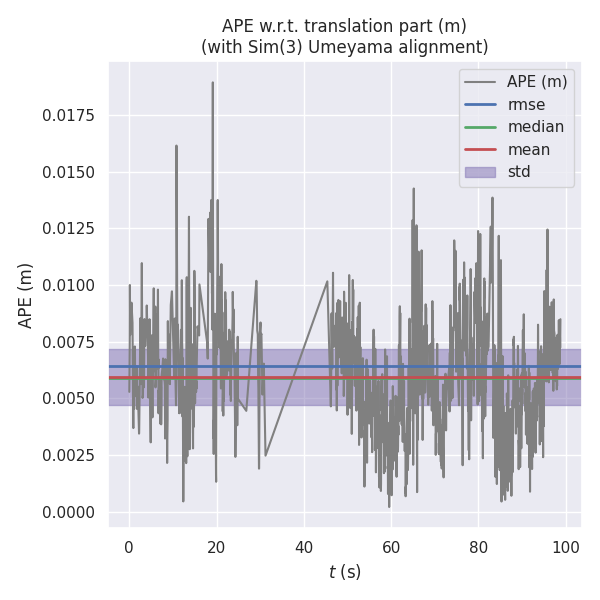 APE w.r.t. translation part (m)
(with Sim(3) Umeyama alignment)
APE (m)
rmse
median
mean
std
0.0175
0.0150
0.0125
0.0100
0.0075
0.0050
0.0025
0.0000
APE (m)
0
20
40
60
80
100
t (s)